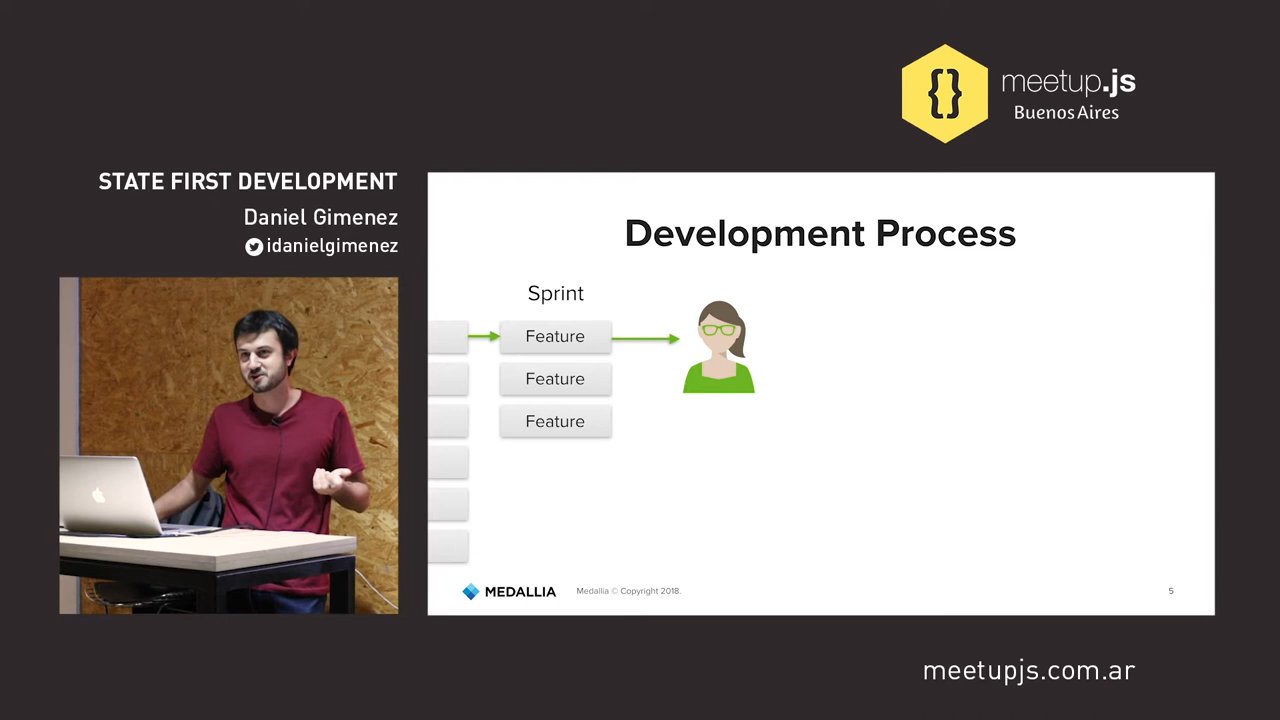 {}
meetup.js
Buenos Aires
STATE FIRST DEVELOPMENT
Daniel Gimenez
idanielgimenez
Development Process
Sprint
Feature
Feature
Feature
MEDALLIA
Medallia © Copyright 2018.
5
meetupjs.com.ar